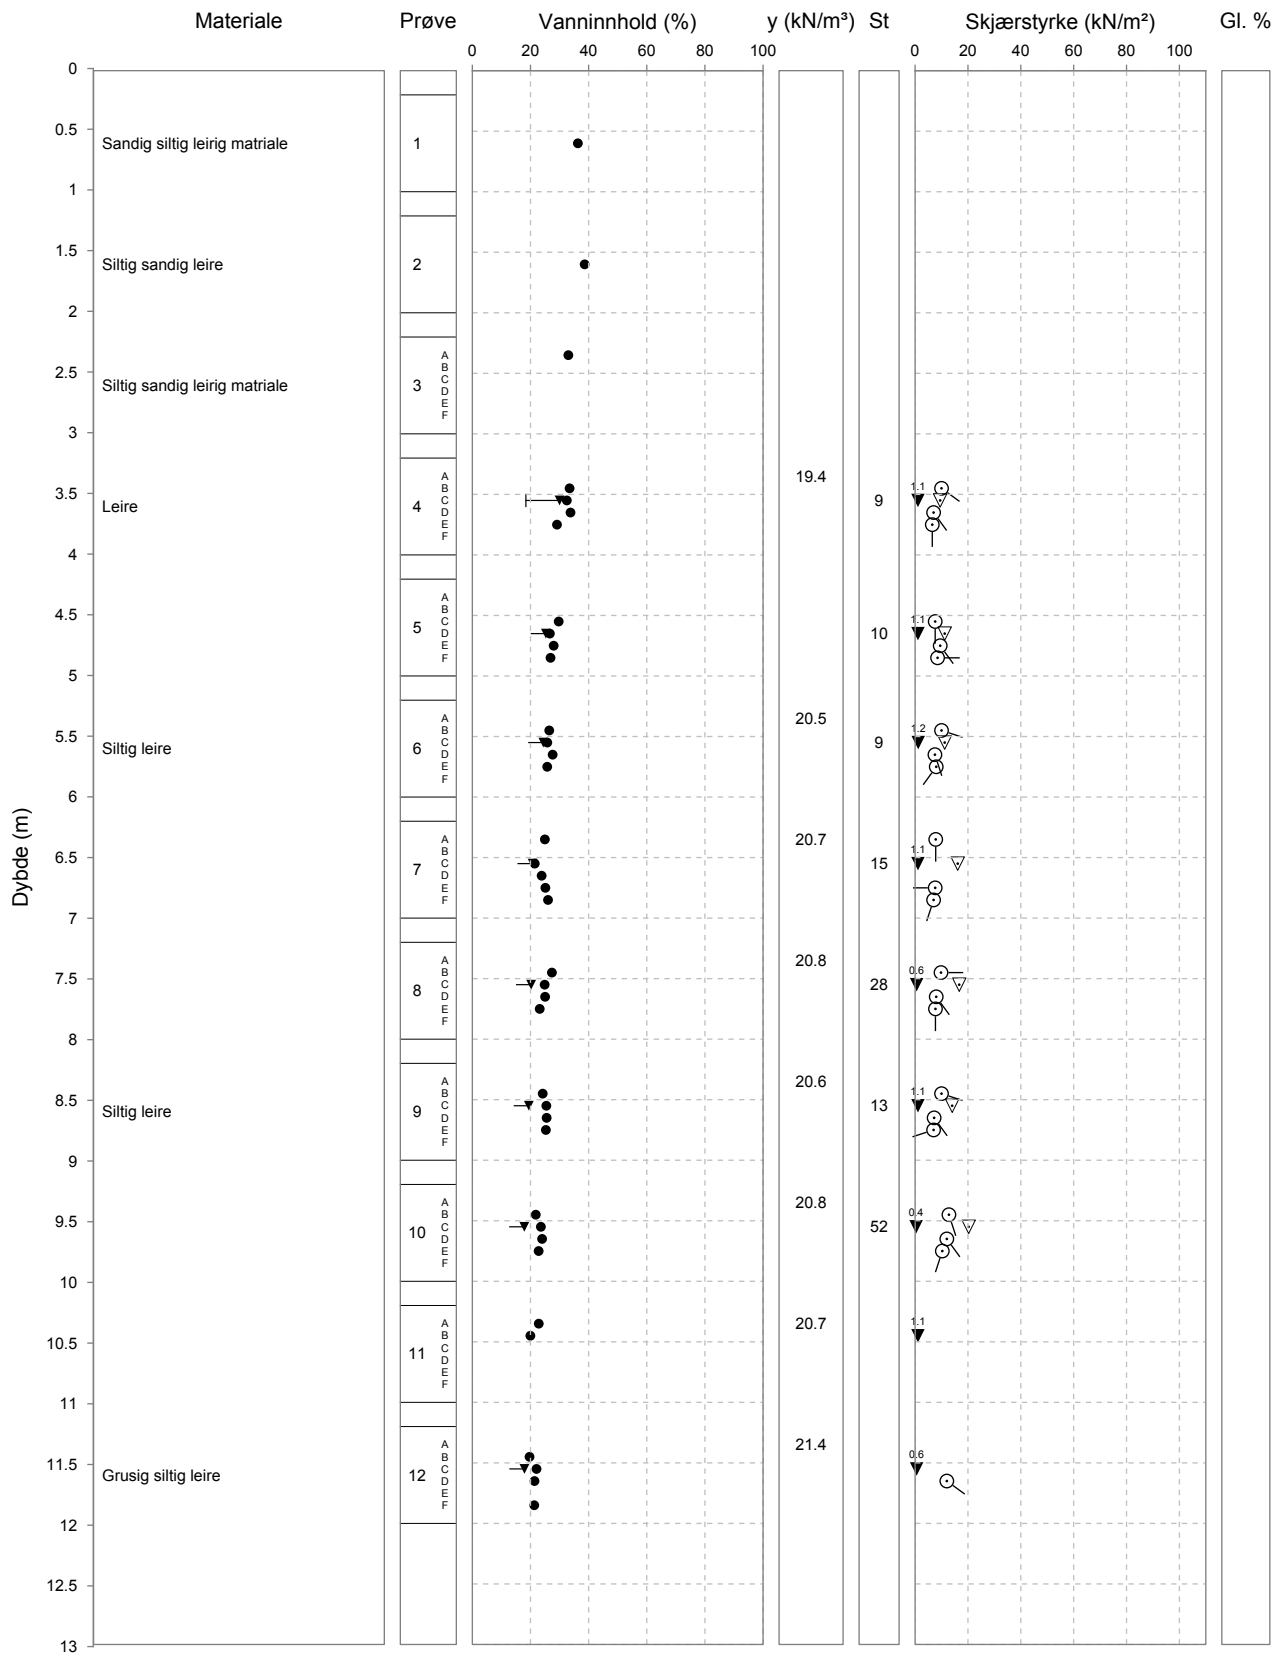 Materiale Prøve Vanninnhold (%) y (kN/m³) St Skjærstyrke (kN/m²) Gl. %
0 20 40 60 80 100 0 20 40 60 80 100
0
0.5
Sandig siltig leirig matriale 1
1
1.5
Siltig sandig leire 2
2
A
B
2.5
C
Siltig sandig leirig matriale 3
D
E
F
3
A 19.4
B 1.1
3.5 C 9
Leire 4
D
E
F
4
A
B
4.5 C 1.1
5 D 10
E
F
5
A 20.5
B 1.2
5.5 C 9
Siltig leire 6
D
E
F
6
Dybde (m)
A 20.7
B 1.1
6.5 C 15
7 D
E
F
7
A 20.8
B 0.6
7.5 C 28
8 D
E
F
8
A 20.6
B 1.1
8.5 C 13
Siltig leire 9
D
E
F
9
A 20.8
B 0.4
9.5 C 52
10 D
E
F
10
A 20.7
B 1.1
10.5 C
11 D
E
F
11
A 21.4
B 0.6
11.5 C
Grusig siltig leire 12
D
E
F
12
12.5
13